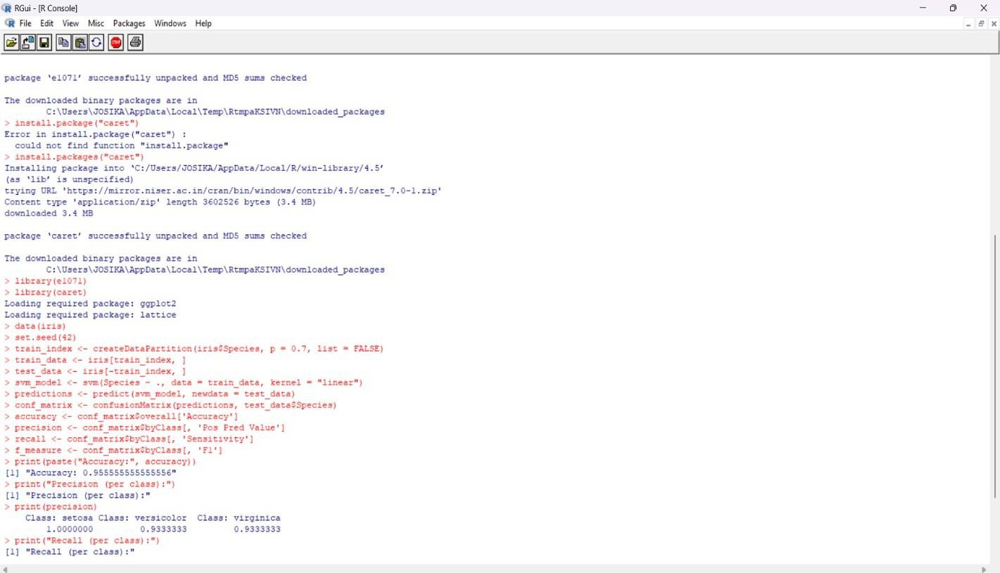 RGui - [R Console]
File Edit View Misc Packages Windows Help
STOP
package ‘e1071’ successfully unpacked and MD5 sums checked
The downloaded binary packages are in
C:\Users\JOSIKA\AppData\Local\Temp\RtmpaKSIVN\downloaded_packages
> install.package("caret")
Error in install.package("caret") :
could not find function "install.package"
> install.packages("caret")
Installing package into ‘C:/Users/JOSIKA/AppData/Local/R/win-library/4.5’
(as ‘lib’ is unspecified)
trying URL 'https://mirror.niser.ac.in/cran/bin/windows/contrib/4.5/caret_7.0-1.zip'
Content type 'application/zip' length 3602526 bytes (3.4 MB)
downloaded 3.4 MB
package ‘caret’ successfully unpacked and MD5 sums checked
The downloaded binary packages are in
C:\Users\JOSIKA\AppData\Local\Temp\RtmpaKSIVN\downloaded_packages
> library(e1071)
> library(caret)
Loading required package: ggplot2
Loading required package: lattice
> data(iris)
> set.seed(42)
> train_index <- createDataPartition(iris$Species, p = 0.7, list = FALSE)
> train_data <- iris[train_index, ]
> test_data <- iris[-train_index, ]
> svm_model <- svm(Species ~ ., data = train_data, kernel = "linear")
> predictions <- predict(svm_model, newdata = test_data)
> conf_matrix <- confusionMatrix(predictions, test_data$Species)
> accuracy <- conf_matrix$overall['Accuracy']
> precision <- conf_matrix$byClass[, 'Pos Pred Value']
> recall <- conf_matrix$byClass[, 'Sensitivity']
> f_measure <- conf_matrix$byClass[, 'F1']
> print(paste("Accuracy:", accuracy))
[1] "Accuracy: 0.955555555555556"
> print("Precision (per class):")
[1] "Precision (per class):"
> print(precision)
Class: setosa Class: versicolor Class: virginica
1.0000000 0.9333333 0.9333333
> print("Recall (per class):")
[1] "Recall (per class):"